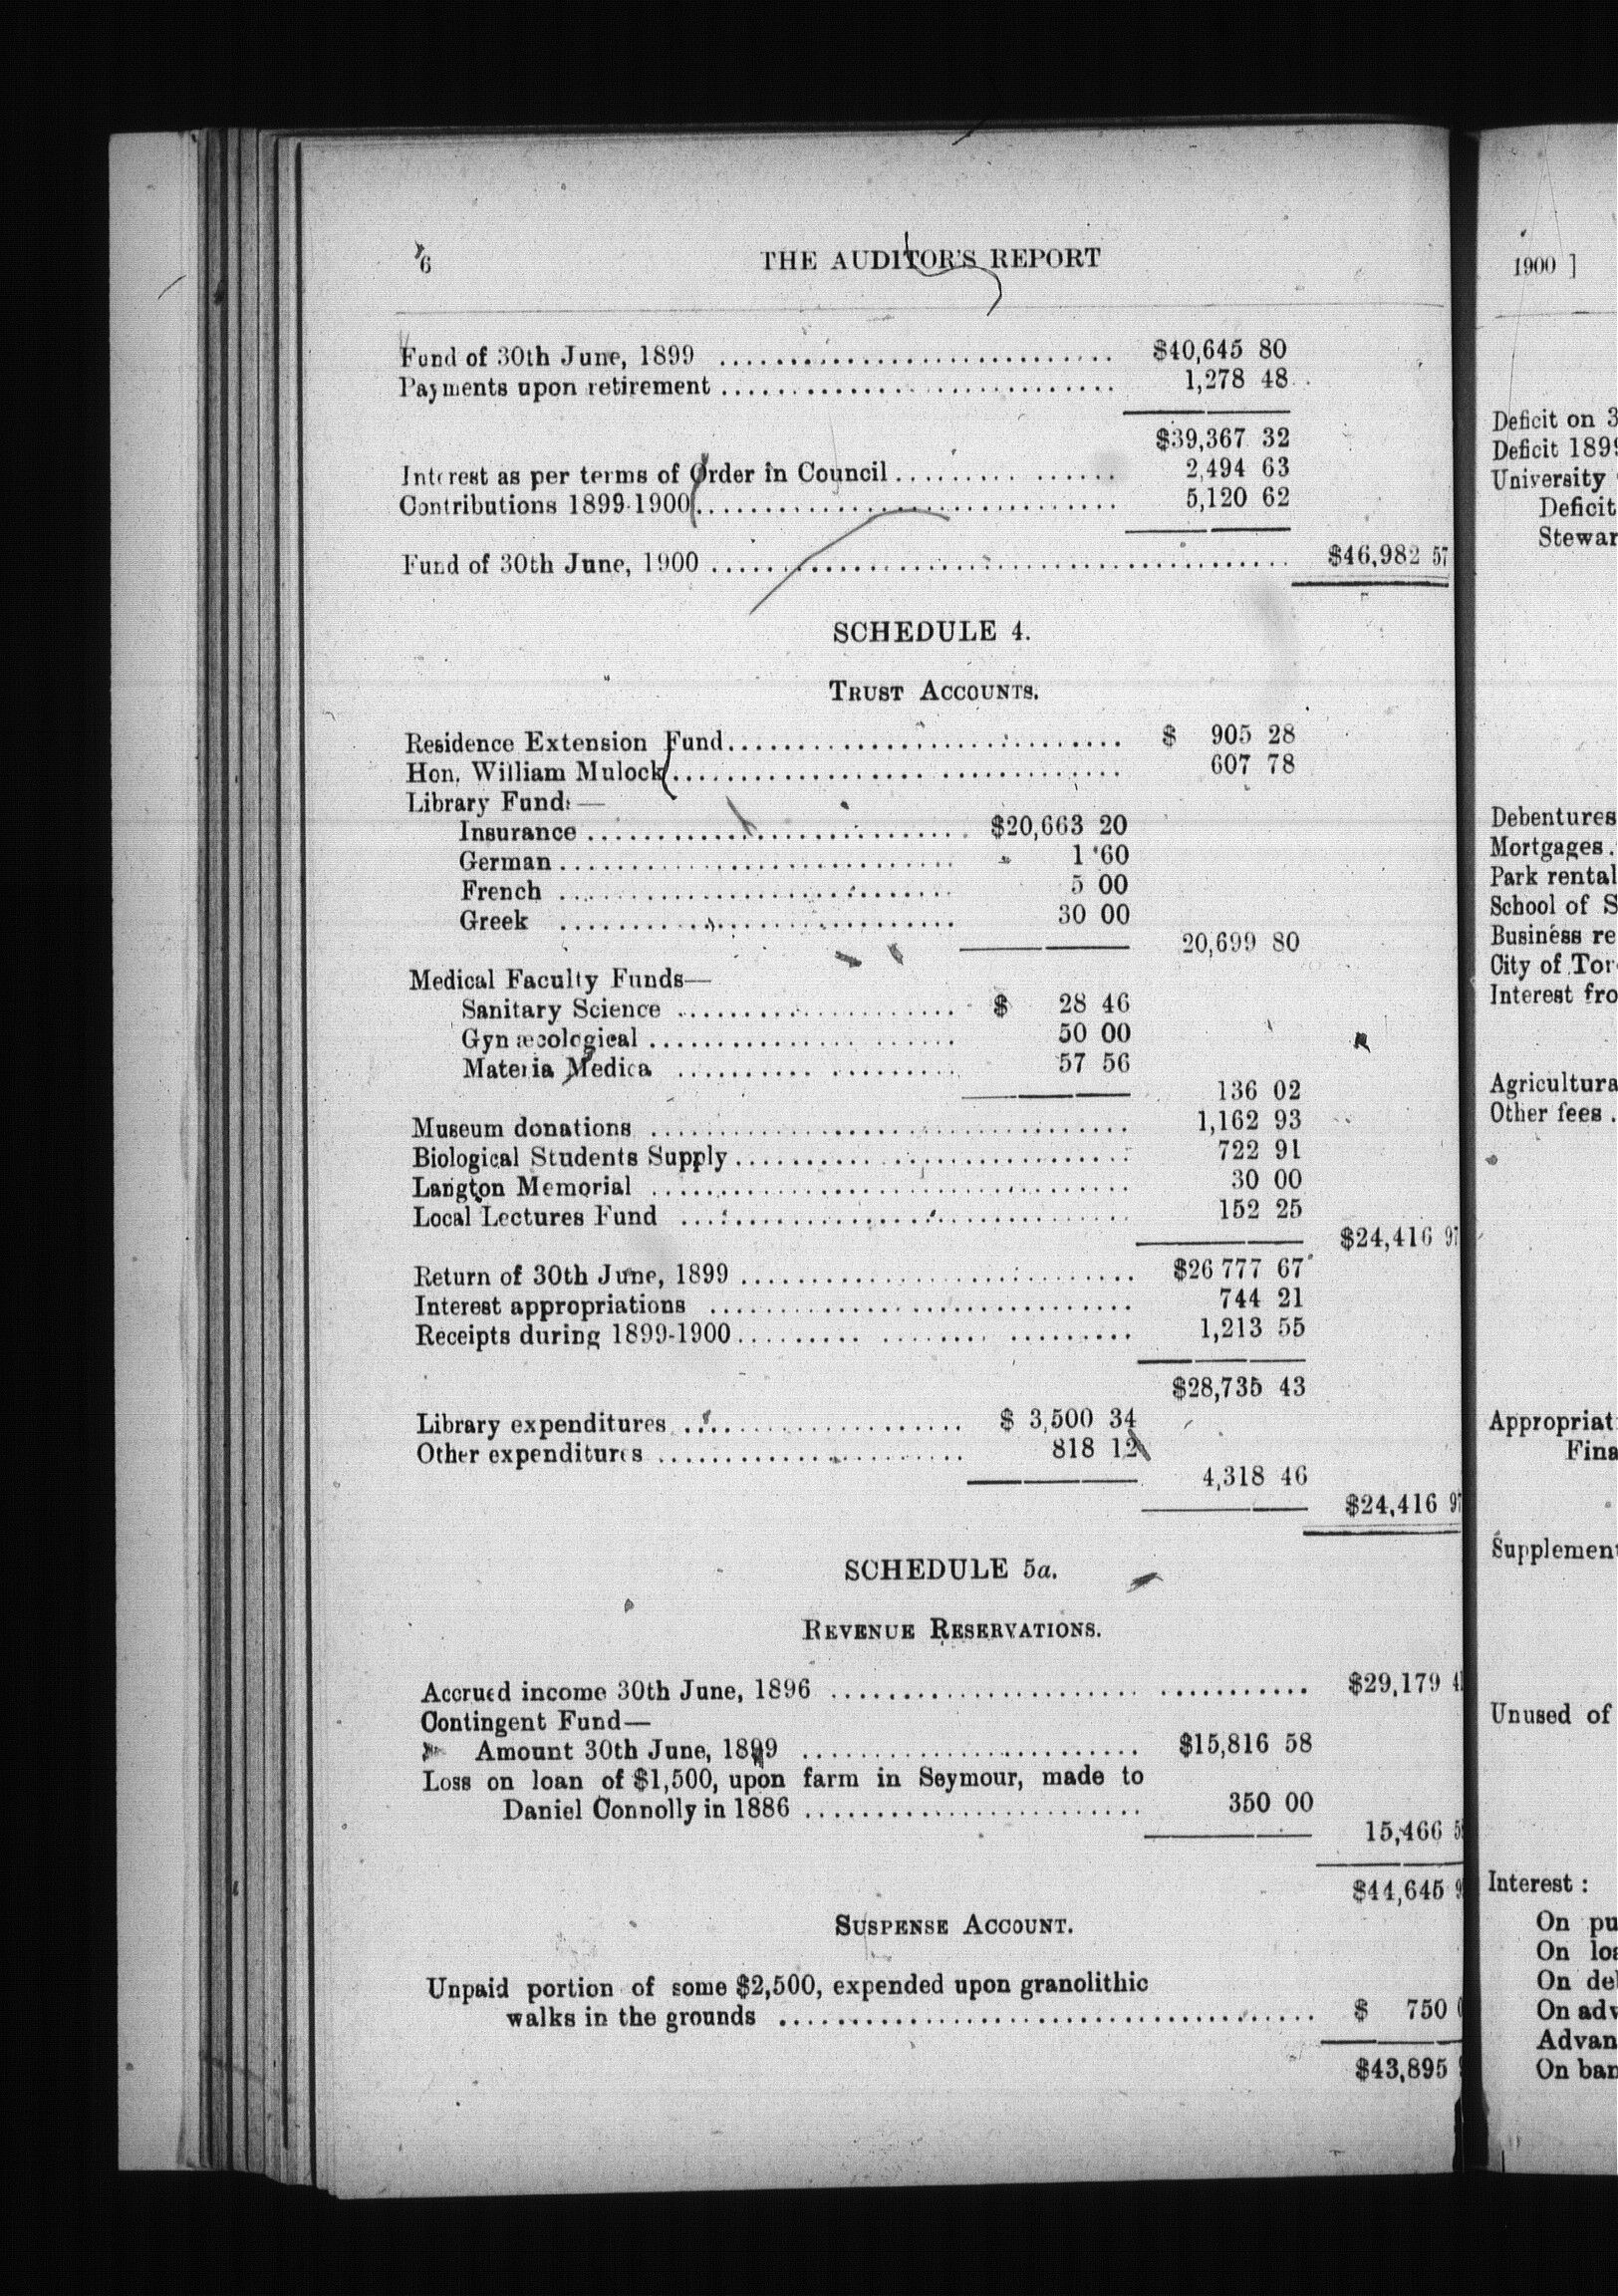 6 THE AUDITOR'S REPORT
Fund of 30th June, 1899 ........ $40,645 80
Payments upon retirement ........ 1,278 48
$39,367 32
Interest as per terms of Order in Council ........ 2,494 63
Contributions 1899-1900 ........ 5,120 62
Fund of 30th June, 1900 ........ $46,982 57
SCHEDULE 4.
TRUST ACCOUNTS.
Residence Extension Fund ........ $ 905 28
Hon. William Mulock ........ 607 78
Library Fund:—
Insurance ........ $20,663 20
German ........ 1 60
French ........ 5 00
Greek ........ 30 00
20,699 80
Medical Faculty Funds—
Sanitary Science ........ $ 28 46
Gynæcological ........ 50 00
Materia Medica ........ 57 56
136 02
Museum donations ........ 1,162 93
Biological Students Supply ........ 722 91
Langton Memorial ........ 30 00
Local Lectures Fund ........ 152 25
$24,416 97
Return of 30th June, 1899 ........ $26 777 67
Interest appropriations ........ 744 21
Receipts during 1899-1900 ........ 1,213 55
$28,735 43
Library expenditures ........ $ 3,500 34
Other expenditures ........ 818 12
4,318 46
$24,416 97
SCHEDULE 5a.
REVENUE RESERVATIONS.
Accrued income 30th June, 1896 ........ $29,179
Contingent Fund—
Amount 30th June, 1899 ........ $15,816 58
Loss on loan of $1,500, upon farm in Seymour, made to
Daniel Connolly in 1886 ........ 350 00
15,466
$44,645
SUSPENSE ACCOUNT.
Unpaid portion of some $2,500, expended upon granolithic
walks in the grounds ........ $ 750
$43,895
1900 ]
Deficit on
Deficit
University
Deficit
Debentures
Mortgages.
Park rental
School of
Business
City of
Interest
Other fees .
Unused of
Interest :
On
On
On
On
On